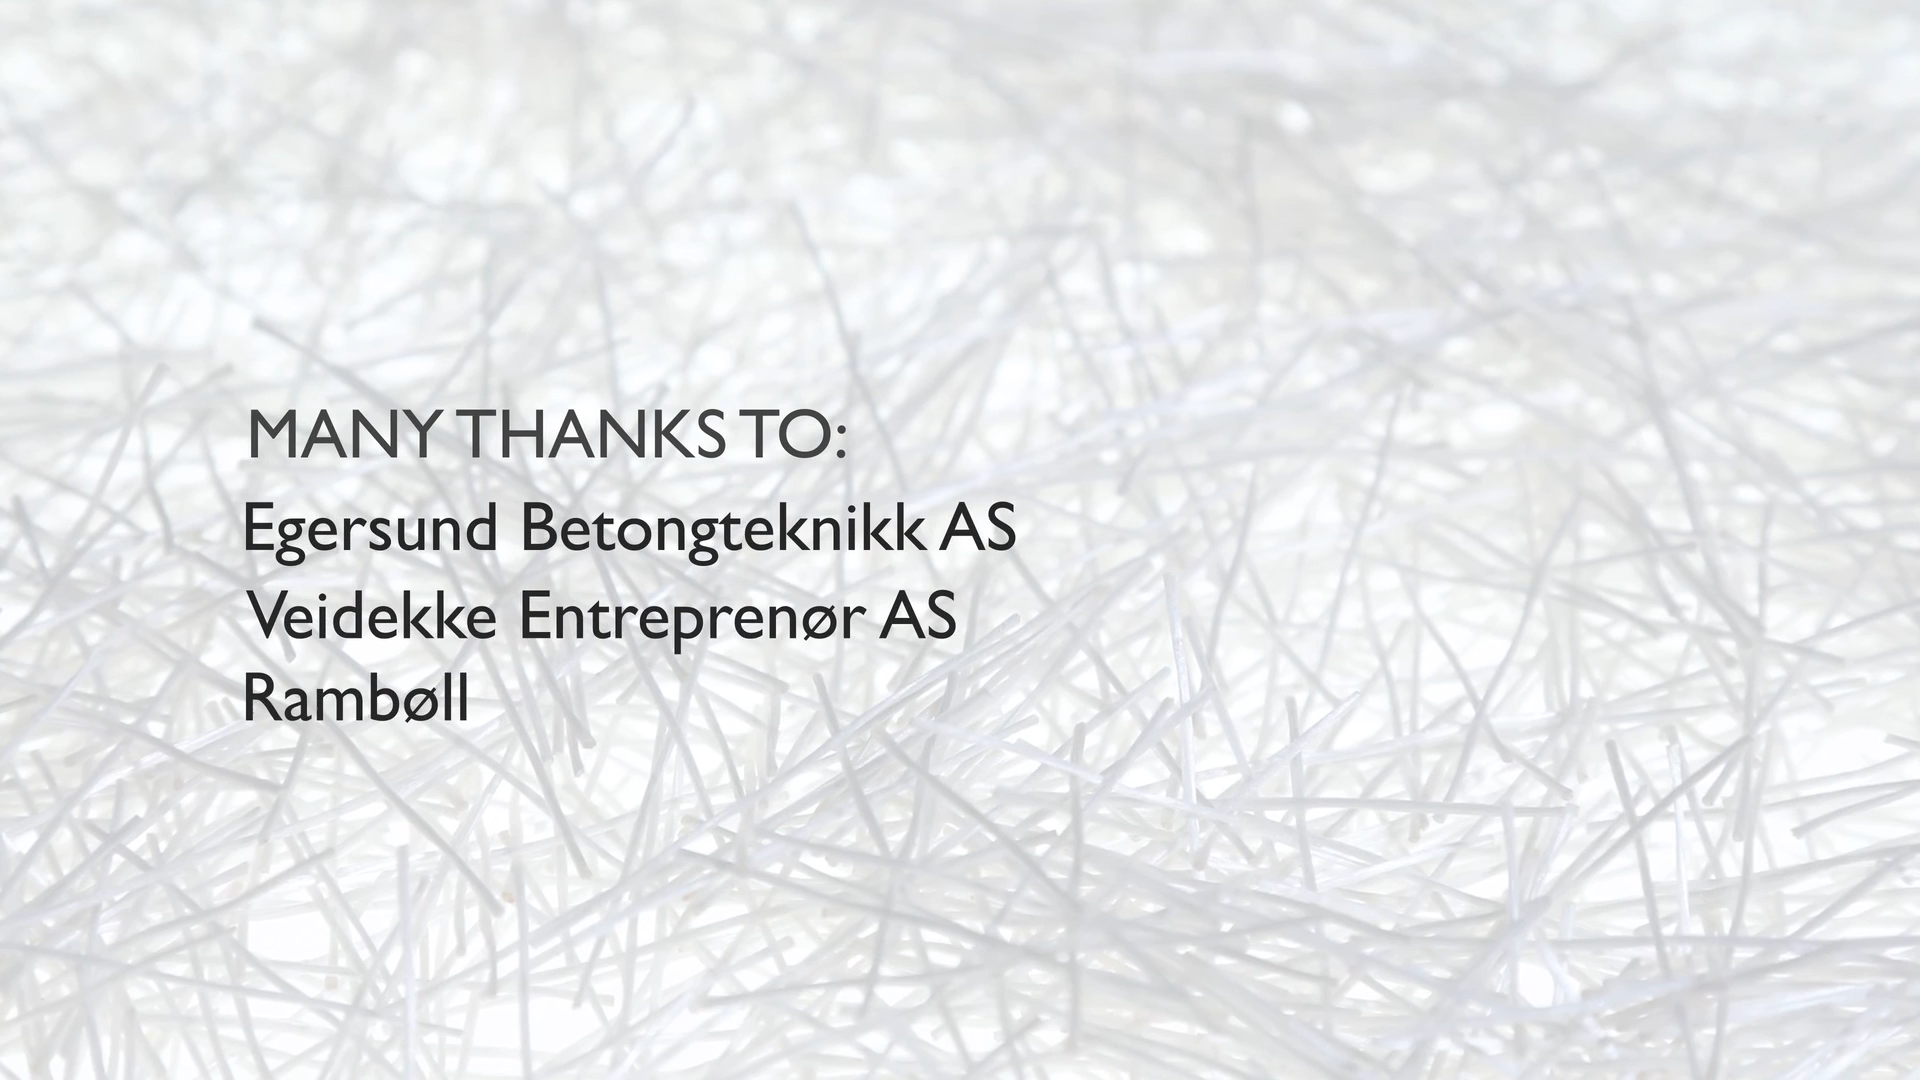 MANY THANKS TO:
Egersund Betongteknikk AS
Veidekke Entreprenør AS
Rambøll